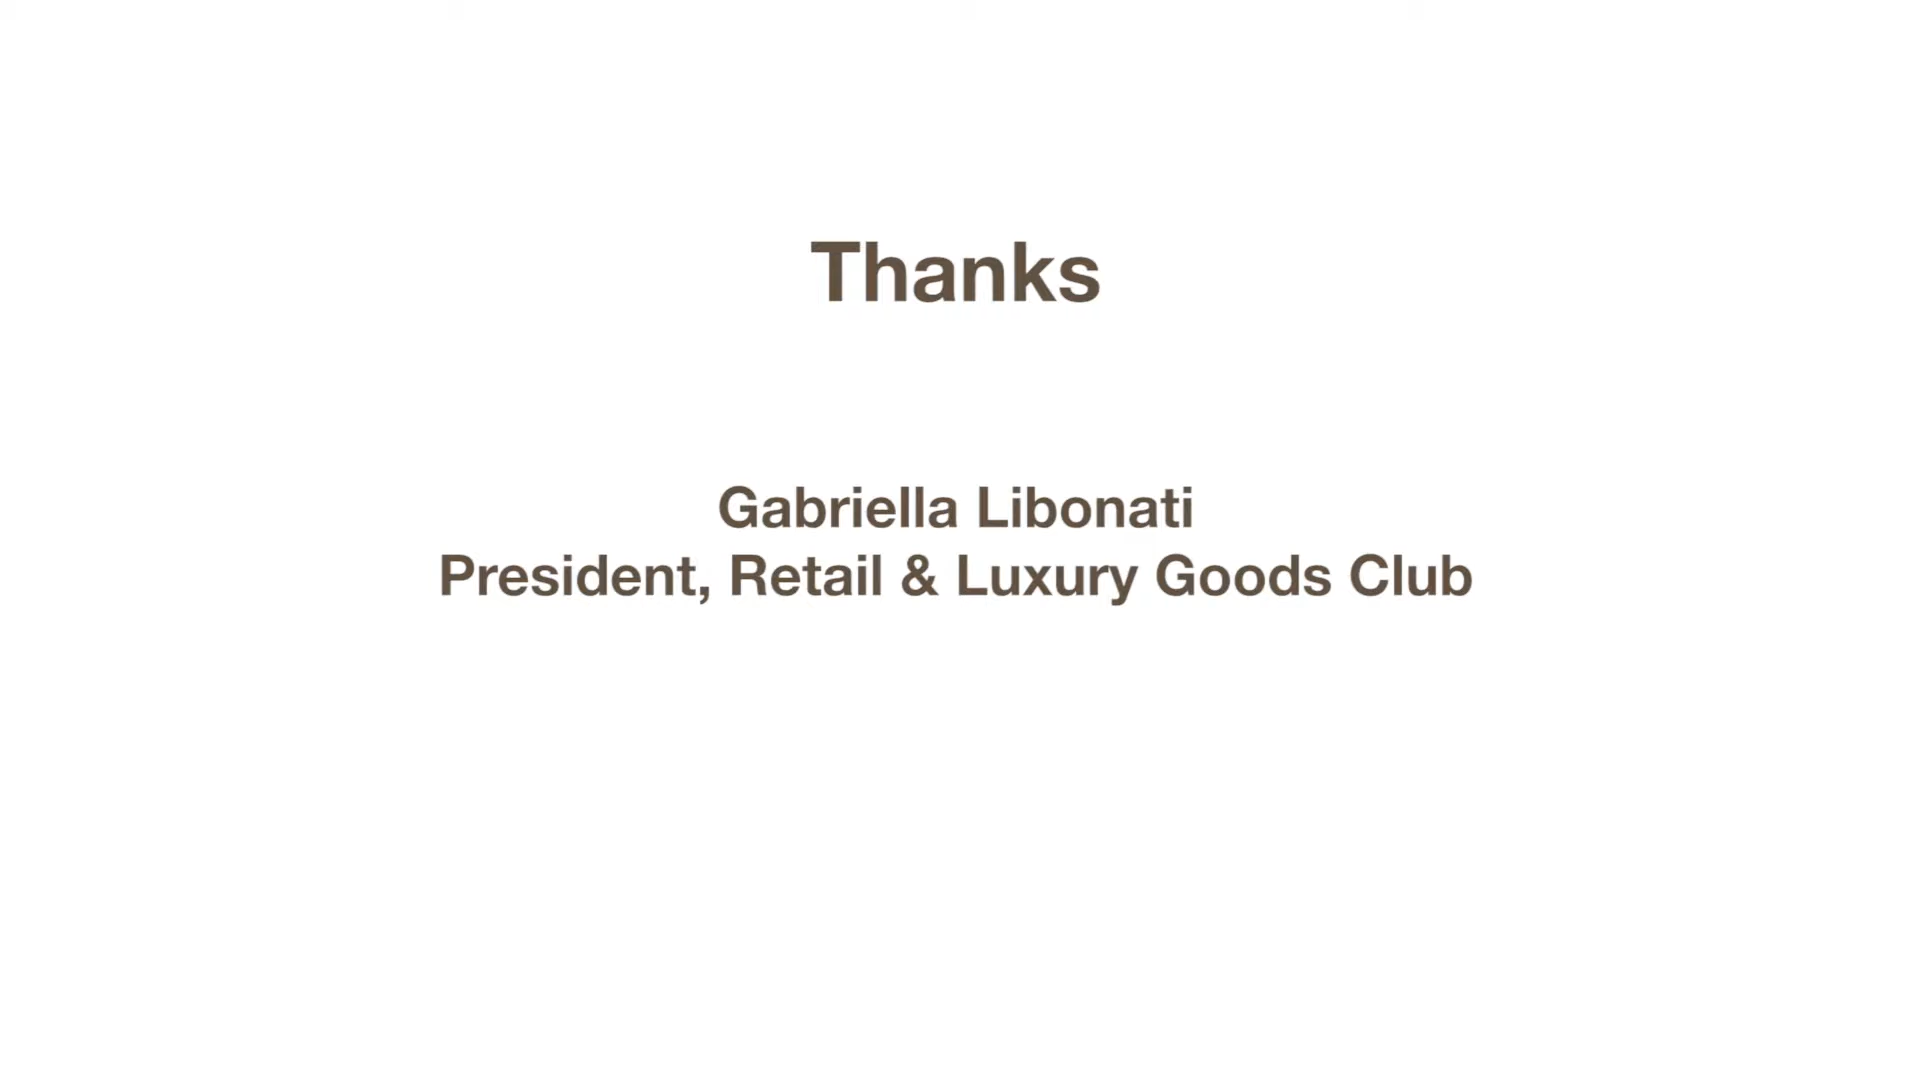 Thanks
Gabriella Libonati
President, Retail & Luxury Goods Club